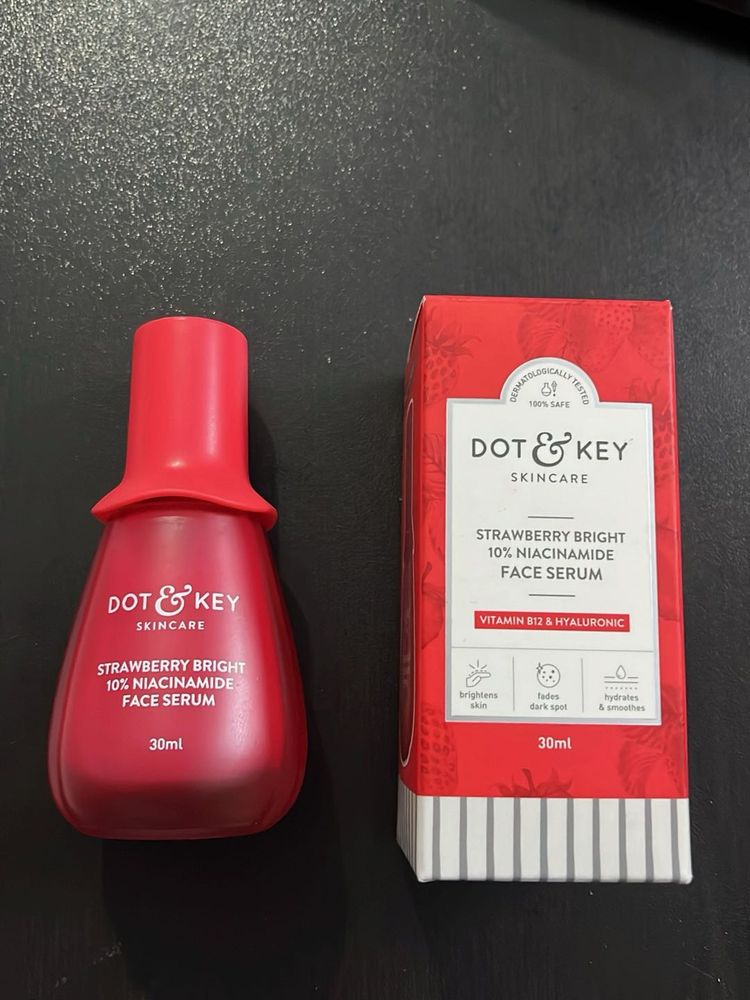 DOT & KEY
SKINCARE
STRAWBERRY BRIGHT
10% NIACINAMIDE
FACE SERUM
30ml
DERMATOLOGICALLY TESTED
100% SAFE
DOT & KEY
SKINCARE
STRAWBERRY BRIGHT
10% NIACINAMIDE
FACE SERUM
VITAMIN B12 & HYALURONIC
brightens
skin
fades
dark spot
hydrates
& smoothes
30ml